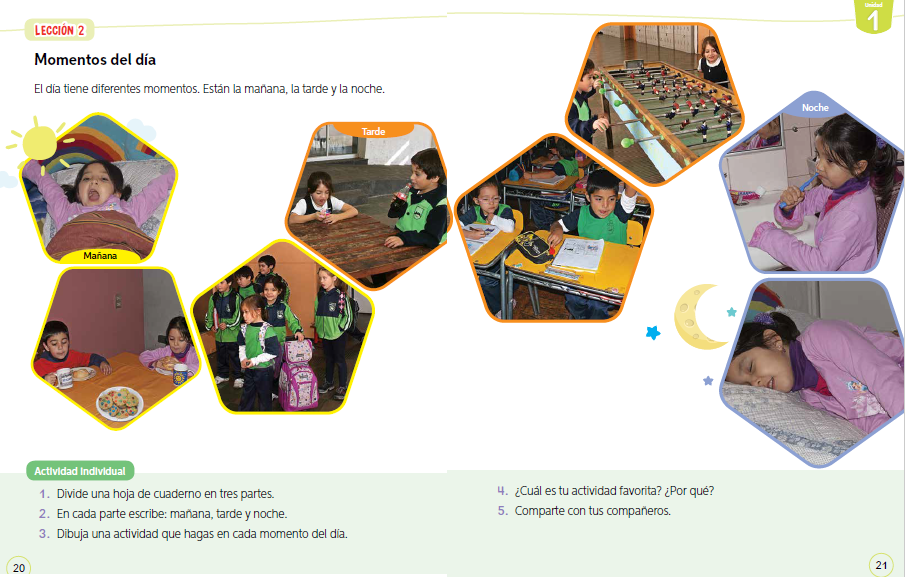 LECCIÓN 2
Momentos del día
El día tiene diferentes momentos. Están la mañana, la tarde y la noche.
Mañana
Tarde
Actividad individual
1. Divide una hoja de cuaderno en tres partes.
2. En cada parte escribe: mañana, tarde y noche.
3. Dibuja una actividad que hagas en cada momento del día.
20
Unidad
1
Noche
4. ¿Cuál es tu actividad favorita? ¿Por qué?
5. Comparte con tus compañeros.
21